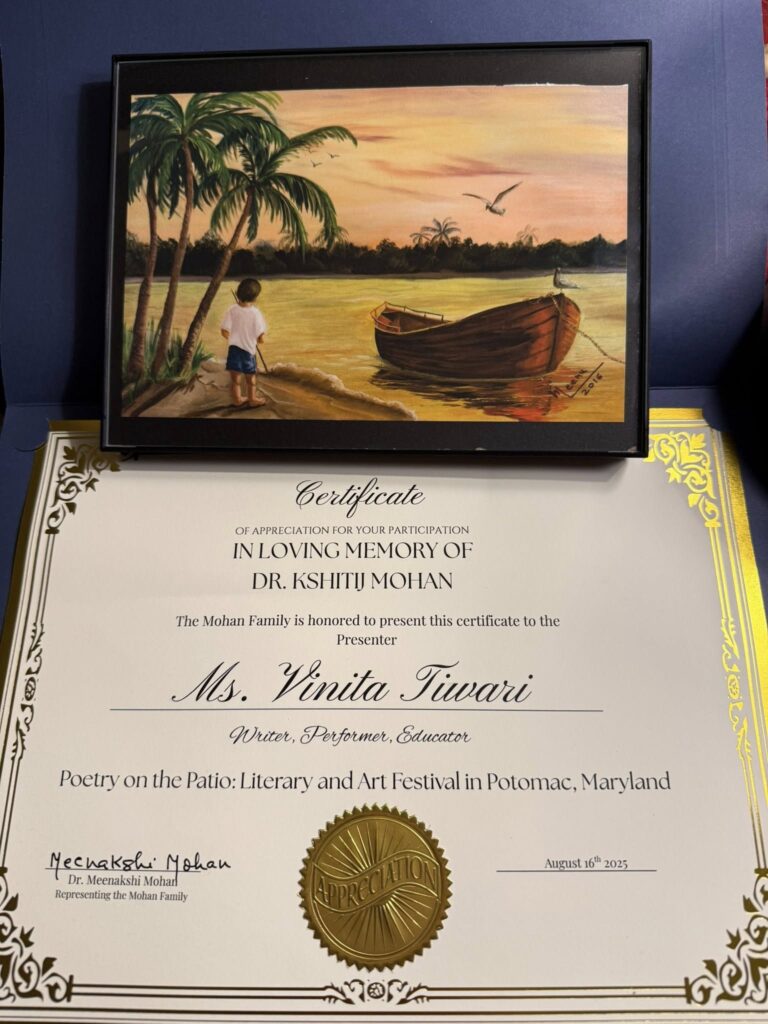 Meenu
2016
Certificate
OF APPRECIATION FOR YOUR PARTICIPATION
IN LOVING MEMORY OF
DR. KSHITIJ MOHAN
The Mohan Family is honored to present this certificate to the
Presenter
Ms. Vinita Tiwari
Writer, Performer, Educator
Poetry on the Patio: Literary and Art Festival in Potomac, Maryland
Meenakshi Mohan
Dr. Meenakshi Mohan
Representing the Mohan Family
APPRECIATION
August 16th 2025